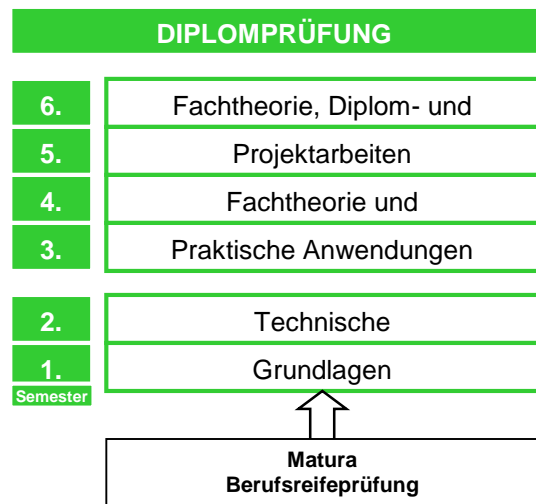 DIPLOMPRÜFUNG
6. Fachtheorie, Diplom- und
5. Projektarbeiten
4. Fachtheorie und
3. Praktische Anwendungen
2. Technische
1. Grundlagen
Semester
Matura
Berufsreifeprüfung